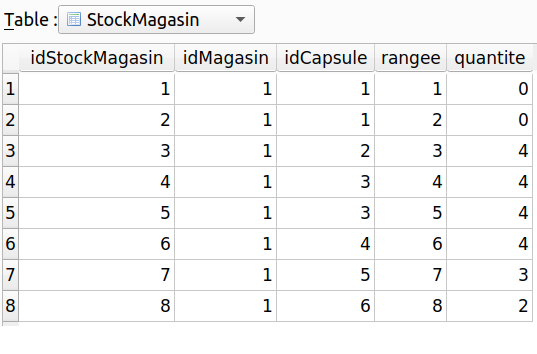 Table : StockMagasin
idStockMagasin idMagasin idCapsule rangee quantite
1 1 1 1 1 0
2 2 1 1 2 0
3 3 1 2 3 4
4 4 1 3 4 4
5 5 1 3 5 4
6 6 1 4 6 4
7 7 1 5 7 3
8 8 1 6 8 2